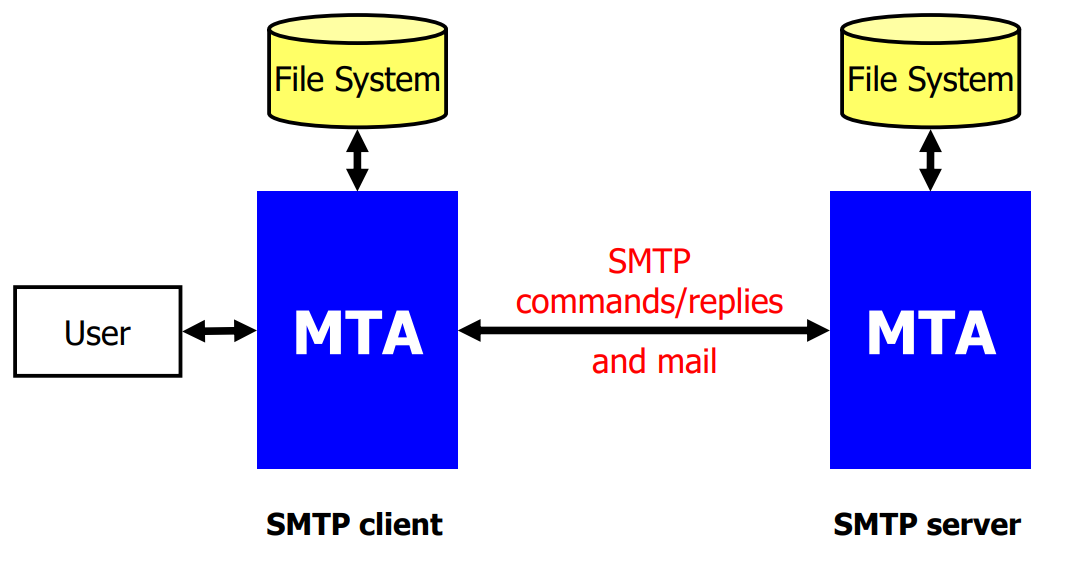 File System
File System
SMTP
commands/replies
User
MTA
MTA
and mail
SMTP client
SMTP server